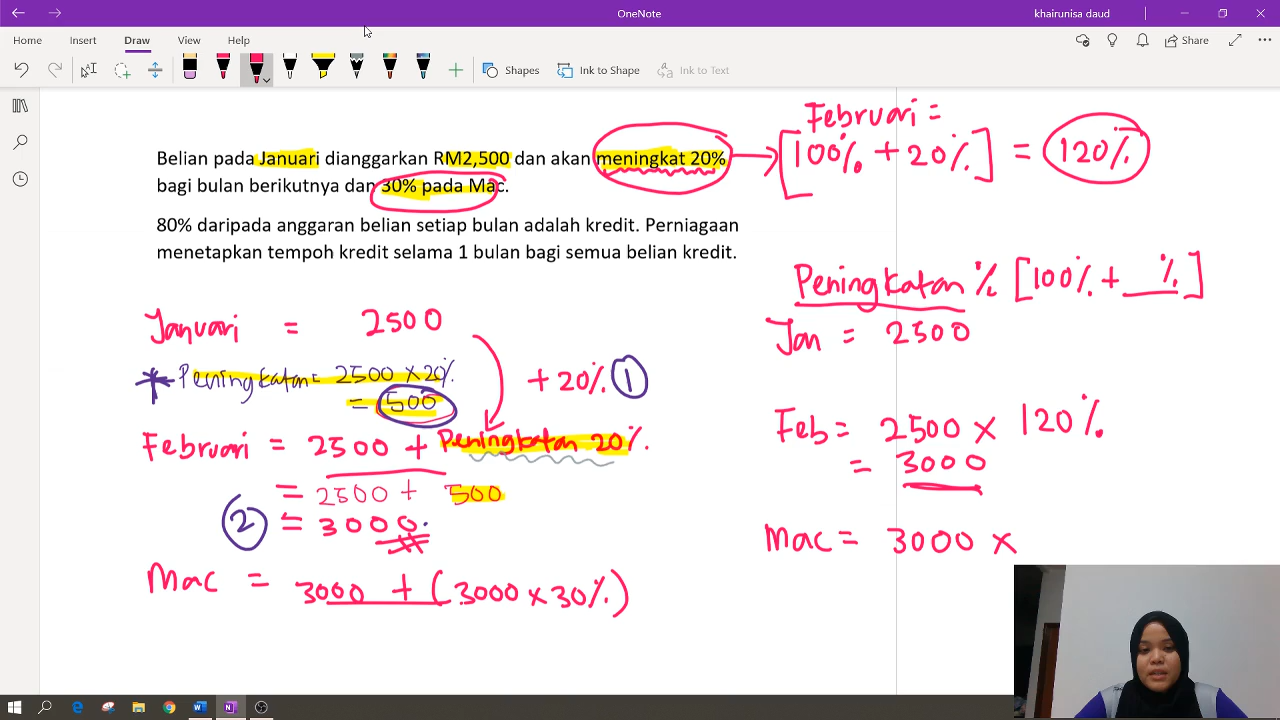 OneNote
khairunisa daud
Home Insert Draw View Help
Share
Shapes
Ink to Shape
Ink to Text
Belian pada Januari dianggarkan RM2,500 dan akan meningkat 20%
bagi bulan berikutnya dan 30% pada Mac.
80% daripada anggaran belian setiap bulan adalah kredit. Perniagaan
menetapkan tempoh kredit selama 1 bulan bagi semua belian kredit.
Januari = 2500
* Peningkatan = 2500 x 20%
= 500
+ 20% 1
Februari = 2500 + Peningkatan 20%.
= 2500 + 500
2 = 3000.
Mac = 3000 + (3000 x 30%)
Februari =
[100% + 20%] = 120%
Peningkatan % [100% + __%]
Jan = 2500
Feb = 2500 x 120%
= 3000
Mac = 3000 x